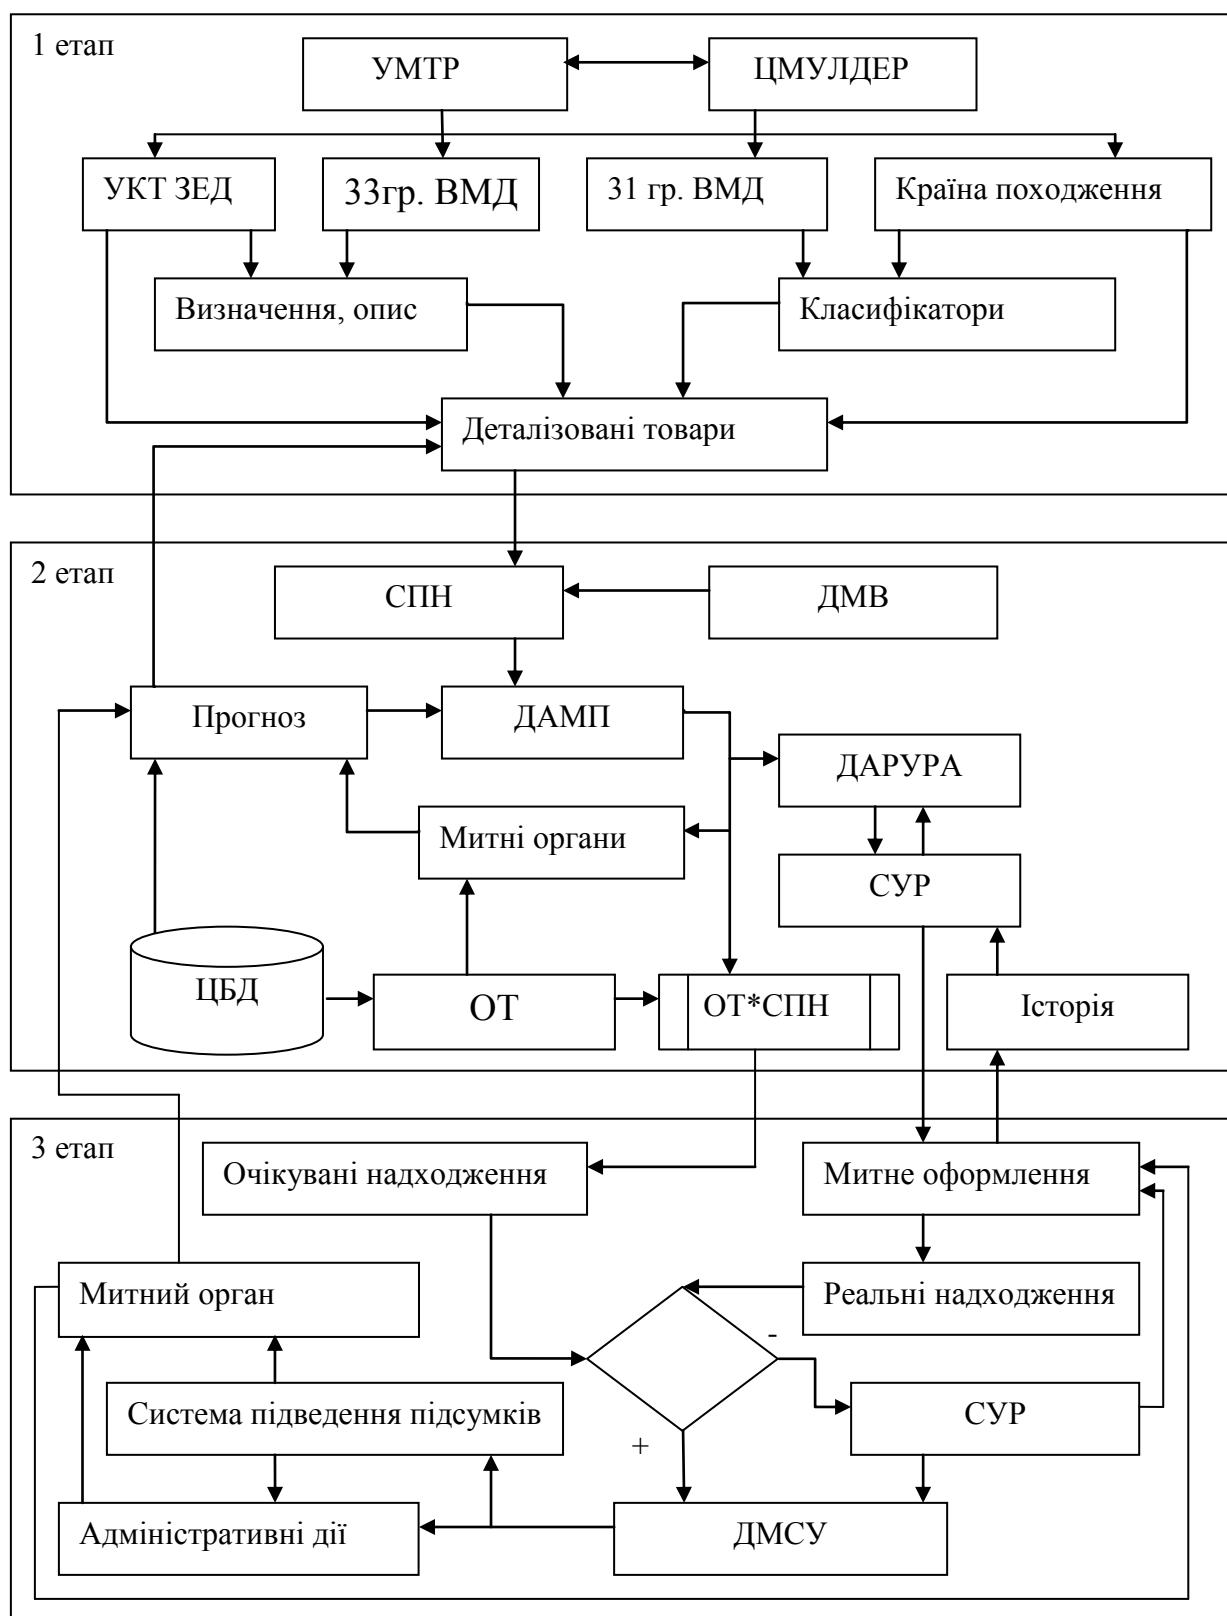 1 етап
УМТР
ЦМУЛДЕР
УКТ ЗЕД
33гр. ВМД
31 гр. ВМД
Країна походження
Визначення, опис
Класифікатори
Деталізовані товари
2 етап
СПН
ДМВ
Прогноз
ДАМП
ДАРУРА
Митні органи
СУР
ЦБД
ОТ
ОТ*СПН
Історія
3 етап
Очікувані надходження
Митне оформлення
Митний орган
Реальні надходження
-
Система підведення підсумків
СУР
+
Адміністративні дії
ДМСУ